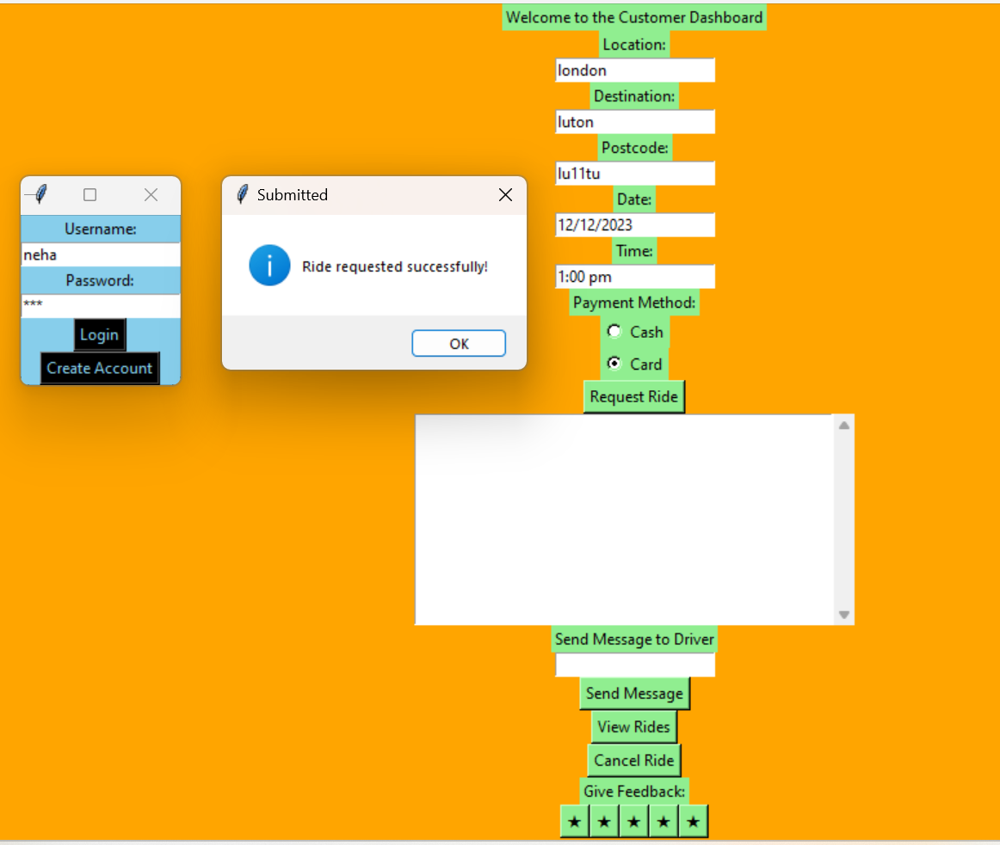 Welcome to the Customer Dashboard
Location:
london
Destination:
luton
Postcode:
lu11tu
Date:
12/12/2023
Time:
1:00 pm
Payment Method:
Cash
Card
Request Ride
Username:
neha
Password:
***
Login
Create Account
Submitted
Ride requested successfully!
OK
Send Message to Driver
Send Message
View Rides
Cancel Ride
Give Feedback:
★ ★ ★ ★ ★